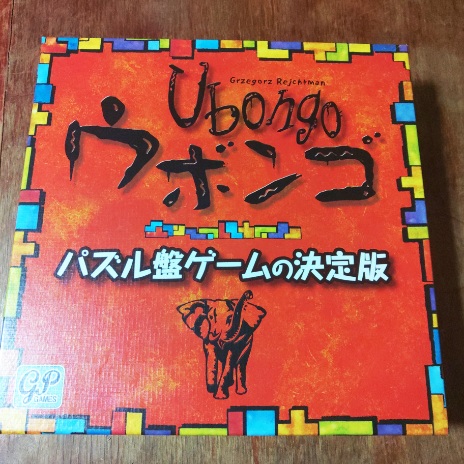 Grzegorz Rejchtman
Ubongo
ウボンゴ
パズル盤ゲームの決定版
GP
GAMES